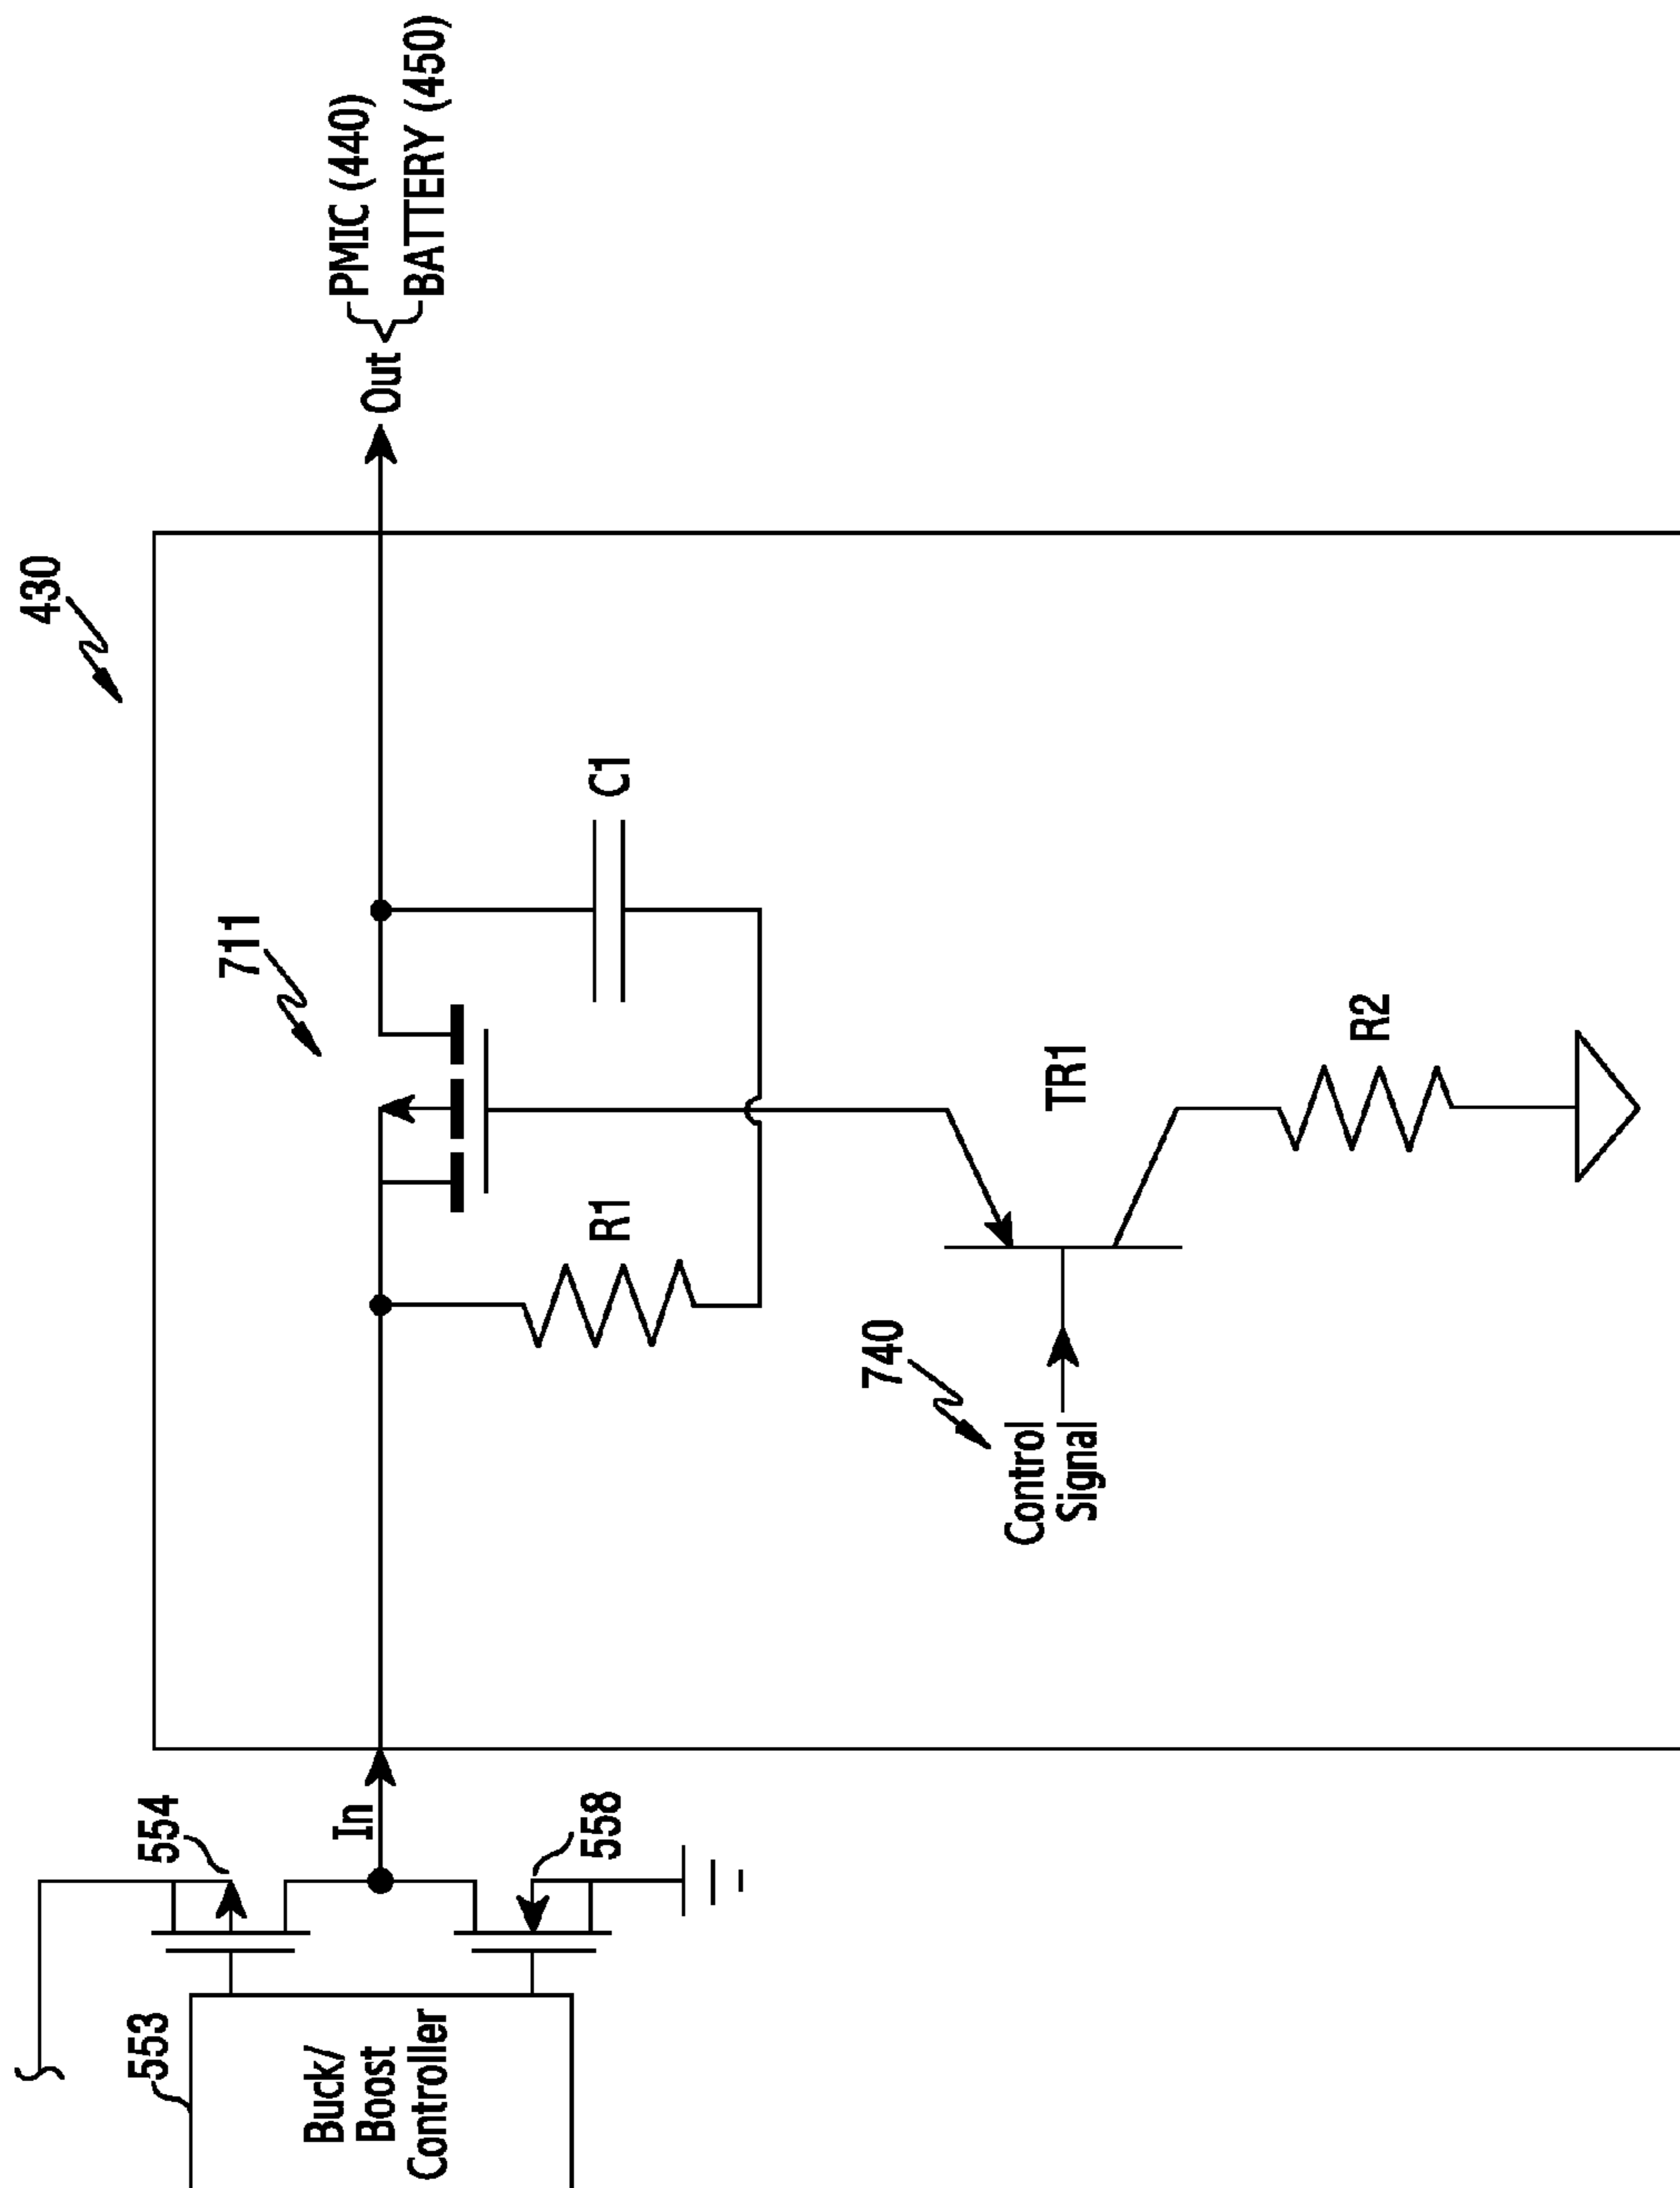 430
PMIC (440)
Out
BATTERY (450)
711
C1
R1
TR1
R2
740
Control
Signal
In
554
558
553
Buck/
Boost
Controller